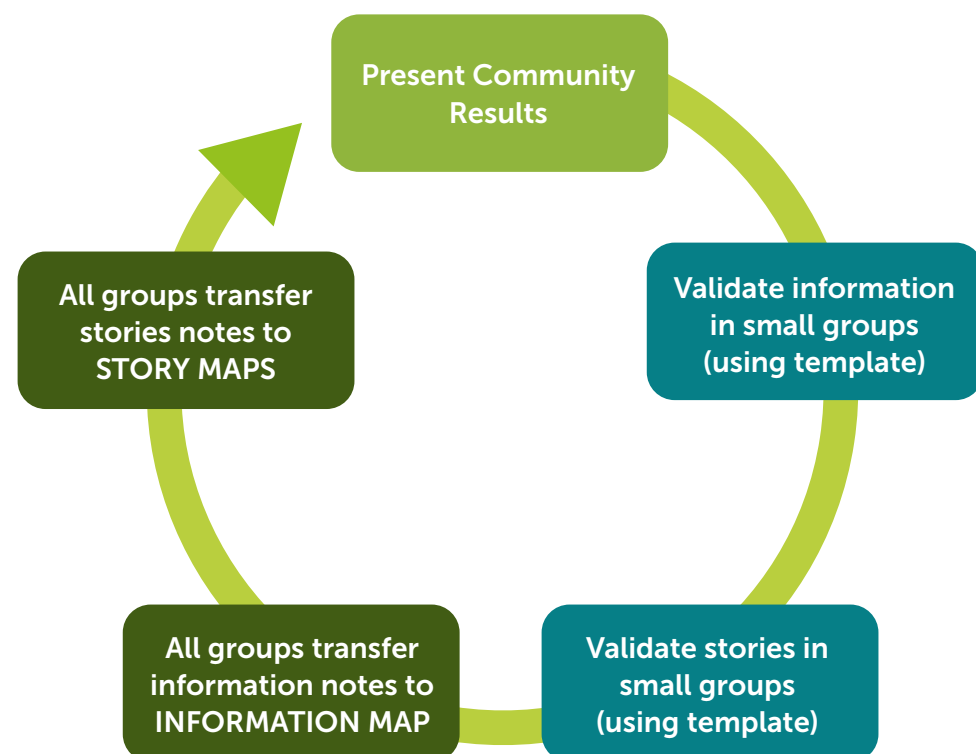 Present Community
Results
Validate information
in small groups
(using template)
Validate stories in
small groups
(using template)
All groups transfer
information notes to
INFORMATION MAP
All groups transfer
stories notes to
STORY MAPS